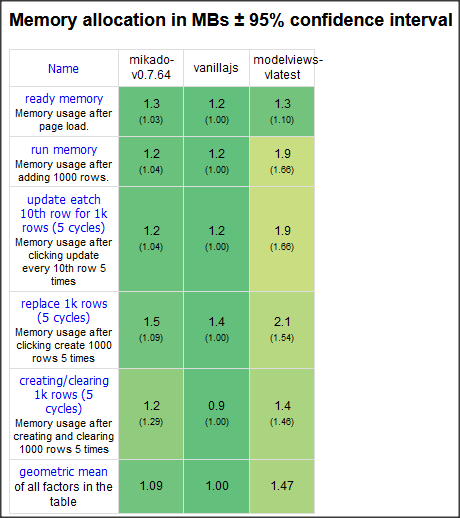 Memory allocation in MBs ± 95% confidence interval
Name
mikado-
v0.7.64
vanillajs
modelviews-
vlatest
ready memory
Memory usage after
page load.
1.3
(1.03)
1.2
(1.00)
1.3
(1.10)
run memory
Memory usage after
adding 1000 rows.
1.2
(1.04)
1.2
(1.00)
1.9
(1.66)
update eatch
10th row for 1k
rows (5 cycles)
Memory usage after
clicking update
every 10th row 5
times
1.2
(1.04)
1.2
(1.00)
1.9
(1.66)
replace 1k rows
(5 cycles)
Memory usage after
clicking create 1000
rows 5 times
1.5
(1.09)
1.4
(1.00)
2.1
(1.54)
creating/clearing
1k rows (5
cycles)
Memory usage after
creating and clearing
1000 rows 5 times
1.2
(1.29)
0.9
(1.00)
1.4
(1.46)
geometric mean
of all factors in the
table
1.09
1.00
1.47